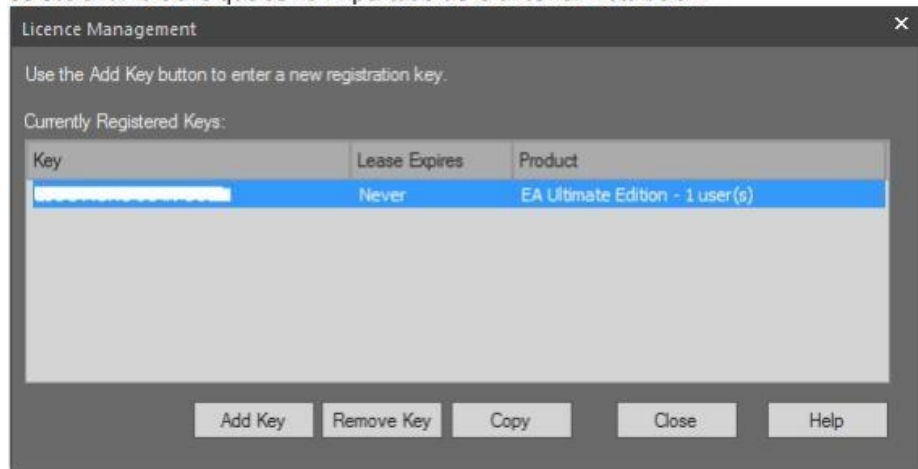 Licence Management
Use the Add Key button to enter a new registration key.
Currently Registered Keys:
Key Lease Expires Product
Never EA Ultimate Edition - 1 user(s)
Add Key Remove Key Copy Close Help